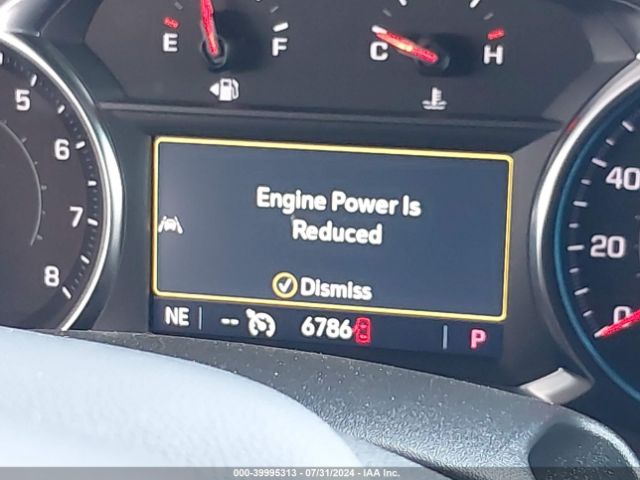 E F
C H
5
6
7
8
Engine Power Is
Reduced
Dismiss
NE -- 6786 P
40
20
0
000-39995313 - 07/31/2024 - IAA Inc.